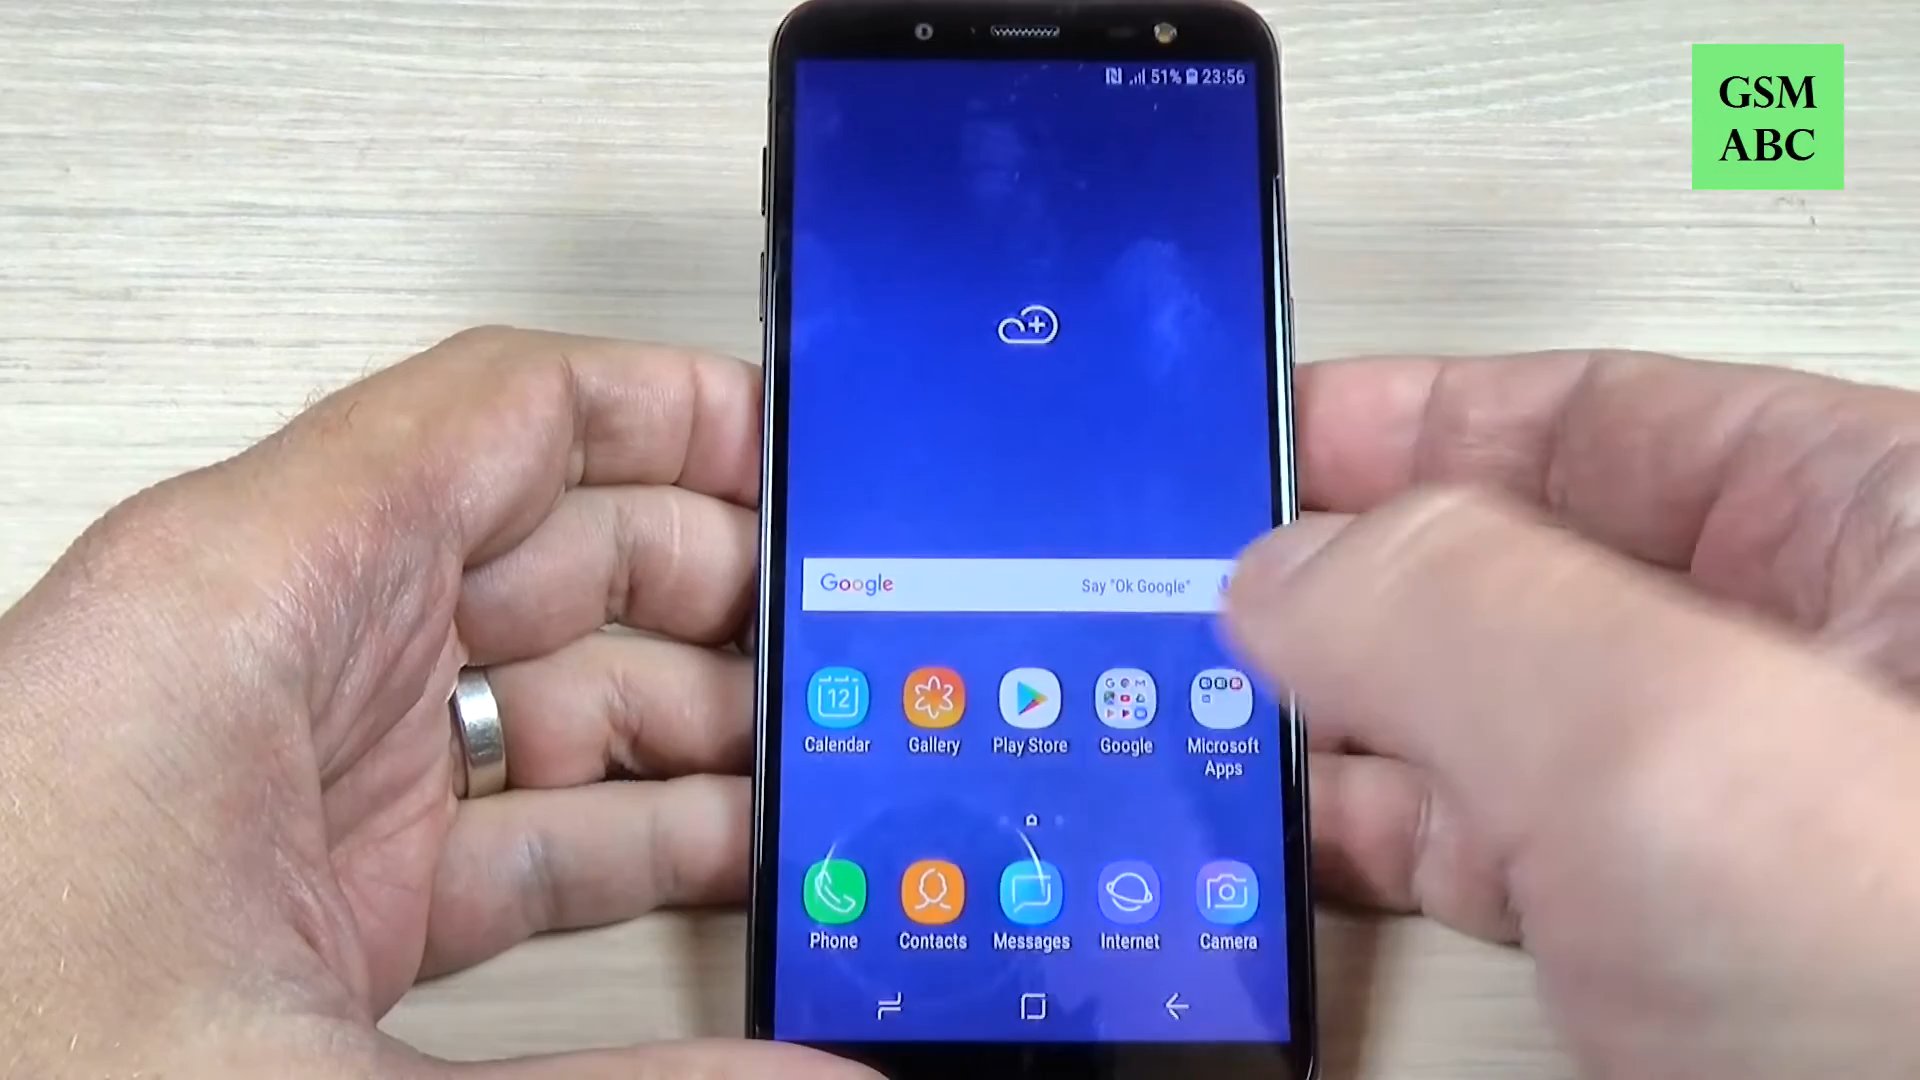 GSM
ABC
51% 23:56
Google Say "Ok Google"
12
Calendar Gallery Play Store Google Microsoft
Apps
Phone Contacts Messages Internet Camera